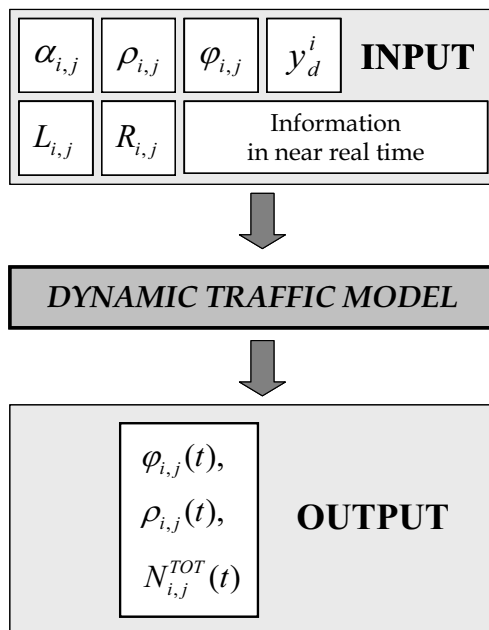 α_{i,j} ρ_{i,j} φ_{i,j} y_d^i INPUT
L_{i,j} R_{i,j} Information
in near real time
DYNAMIC TRAFFIC MODEL
φ_{i,j}(t),
ρ_{i,j}(t),
N_{i,j}^{TOT}(t)
OUTPUT